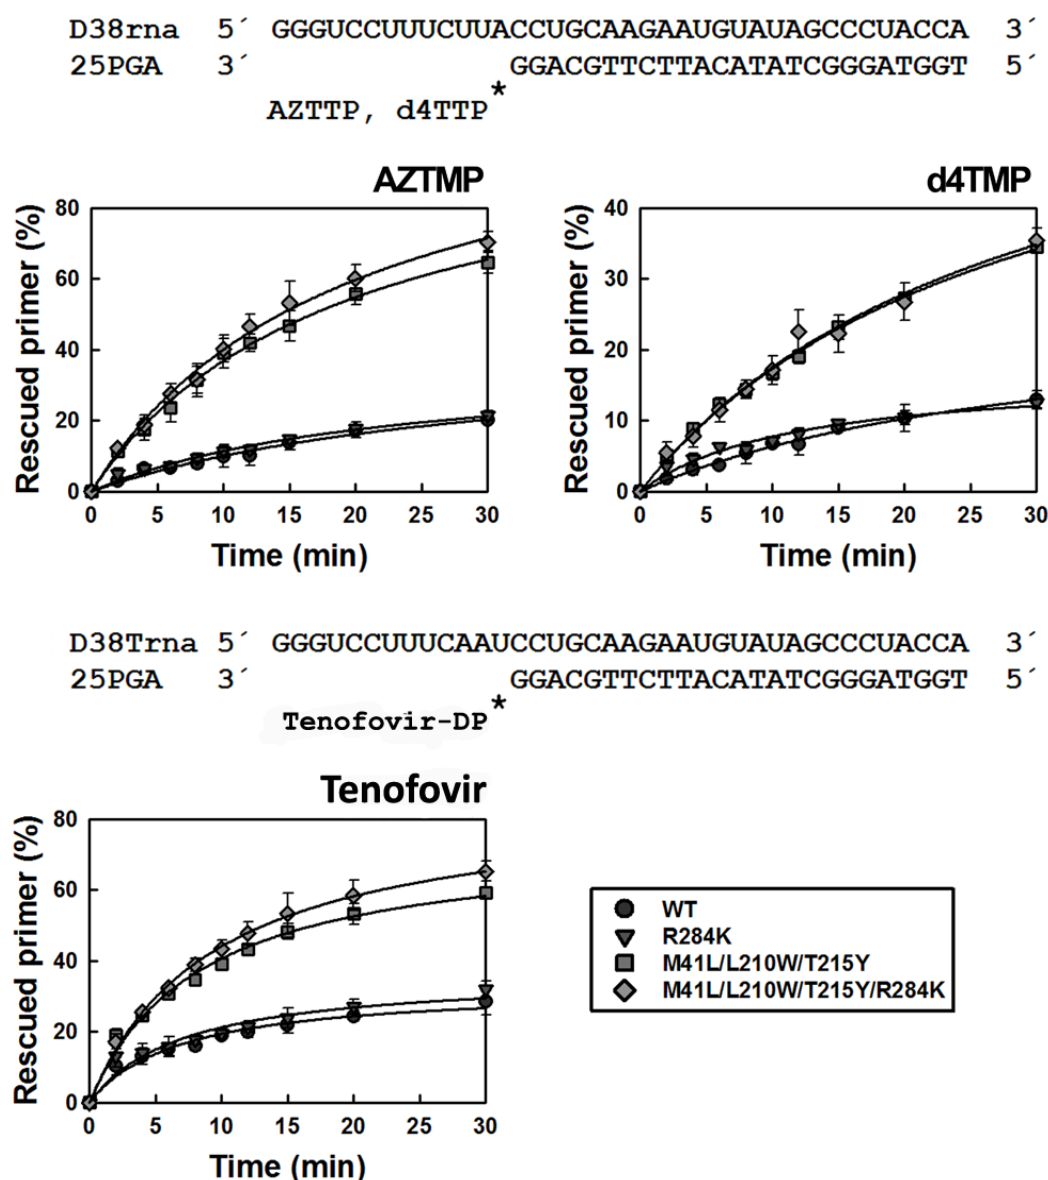 D38rna 5´ GGGUCCUUUCUUACCUGCAAGAAUGUAUAGCCCUACCA 3´
25PGA 3´ GGACGTTCTTACATATCGGGATGGT 5´
AZTTP, d4TTP*
AZTMP
80
60
40
20
0
Rescued primer (%)
0 5 10 15 20 25 30
Time (min)
d4TMP
40
30
20
10
0
Rescued primer (%)
0 5 10 15 20 25 30
Time (min)
D38Trna 5´ GGGUCCUUUCAAUCCUGCAAGAAUGUAUAGCCCUACCA 3´
25PGA 3´ GGACGTTCTTACATATCGGGATGGT 5´
Tenofovir-DP*
Tenofovir
80
60
40
20
0
Rescued primer (%)
0 5 10 15 20 25 30
Time (min)
WT
R284K
M41L/L210W/T215Y
M41L/L210W/T215Y/R284K